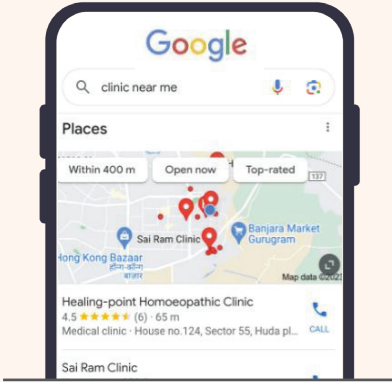 Google
clinic near me
Places
Within 400 m
Open now
Top-rated
137
Sai Ram Clinic
Banjara Market
Gurugram
Hong Kong Bazaar
हॉन्ग-कॉन्ग
बाज़ार
Map data ©2023
Healing-point Homoeopathic Clinic
4.5 ★★★★★ (6) · 65 m
Medical clinic · House no.124, Sector 55, Huda pl...
CALL
Sai Ram Clinic